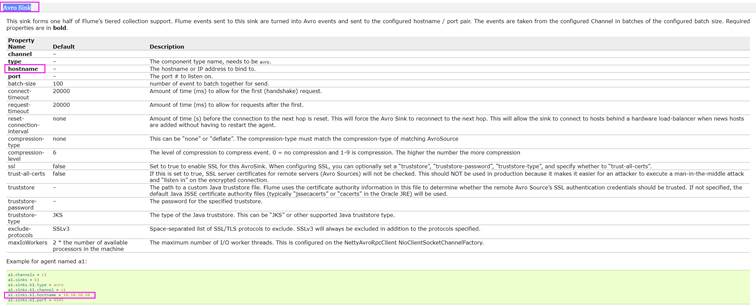 Avro Sink
This sink forms one half of Flume's tiered collection support. Flume events sent to this sink are turned into Avro events and sent to the configured hostname / port pair. The events are taken from the configured Channel in batches of the configured batch size. Required
properties are in bold.
Property Name Default Description
channel –
type – The component type name, needs to be avro.
hostname – The hostname or IP address to bind to.
port – The port # to listen on.
batch-size 100 number of event to batch together for send.
connect-timeout 20000 Amount of time (ms) to allow for the first (handshake) request.
request-timeout 20000 Amount of time (ms) to allow for requests after the first.
reset-connection-interval none Amount of time (s) before the connection to the next hop is reset. This will force the Avro Sink to reconnect to the next hop. This will allow the sink to connect to hosts behind a hardware load-balancer when news hosts
are added without having to restart the agent.
compression-type none This can be "none" or "deflate". The compression-type must match the compression-type of matching AvroSource
compression-level 6 The level of compression to compress event. 0 = no compression and 1-9 is compression. The higher the number the more compression
ssl false Set to true to enable SSL for this AvroSink. When configuring SSL, you can optionally set a "truststore", "truststore-password", "truststore-type", and specify whether to "trust-all-certs".
trust-all-certs false If this is set to true, SSL server certificates for remote servers (Avro Sources) will not be checked. This should NOT be used in production because it makes it easier for an attacker to execute a man-in-the-middle attack
and "listen in" on the encrypted connection.
truststore – The path to a custom Java truststore file. Flume uses the certificate authority information in this file to determine whether the remote Avro Source's SSL authentication credentials should be trusted. If not specified, the
default Java JSSE certificate authorities file (typically "jssecacerts" or "cacerts" in the Oracle JRE) will be used.
truststore-password – The password for the specified truststore.
truststore-type JKS The type of the Java truststore. This can be "JKS" or other supported Java truststore type.
exclude-protocols SSLv3 Space-separated list of SSL/TLS protocols to exclude. SSLv3 will always be excluded in addition to the protocols specified.
maxIoWorkers 2 * the number of available processors in the machine The maximum number of I/O worker threads. This is configured on the NettyAvroRpcClient NioClientSocketChannelFactory.
Example for agent named a1:
a1.channels = c1
a1.sinks = k1
a1.sinks.k1.type = avro
a1.sinks.k1.channel = c1
a1.sinks.k1.hostname = 10.10.10.10
a1.sinks.k1.port =